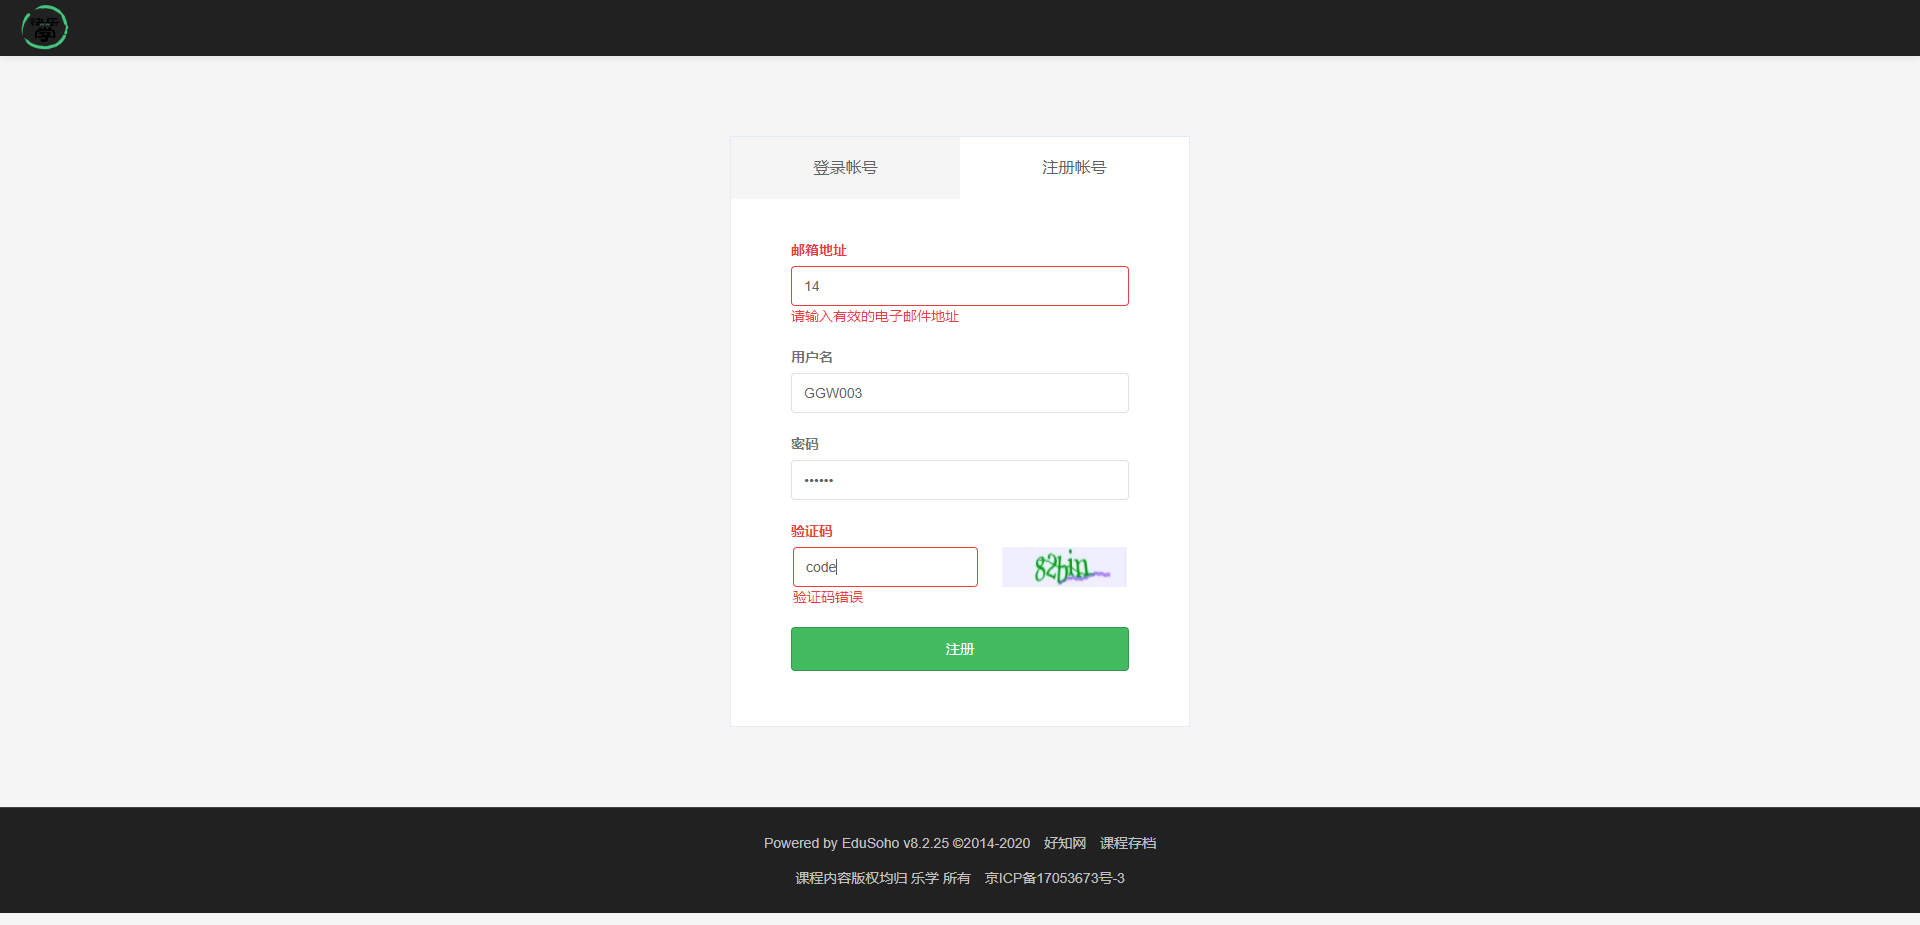 快乐
學
登录帐号
注册帐号
邮箱地址
14
请输入有效的电子邮件地址
用户名
GGW003
密码
••••••
验证码
code
82bin
验证码错误
注册
Powered by EduSoho v8.2.25 ©2014-2020 好知网 课程存档
课程内容版权均归 乐学 所有 京ICP备17053673号-3